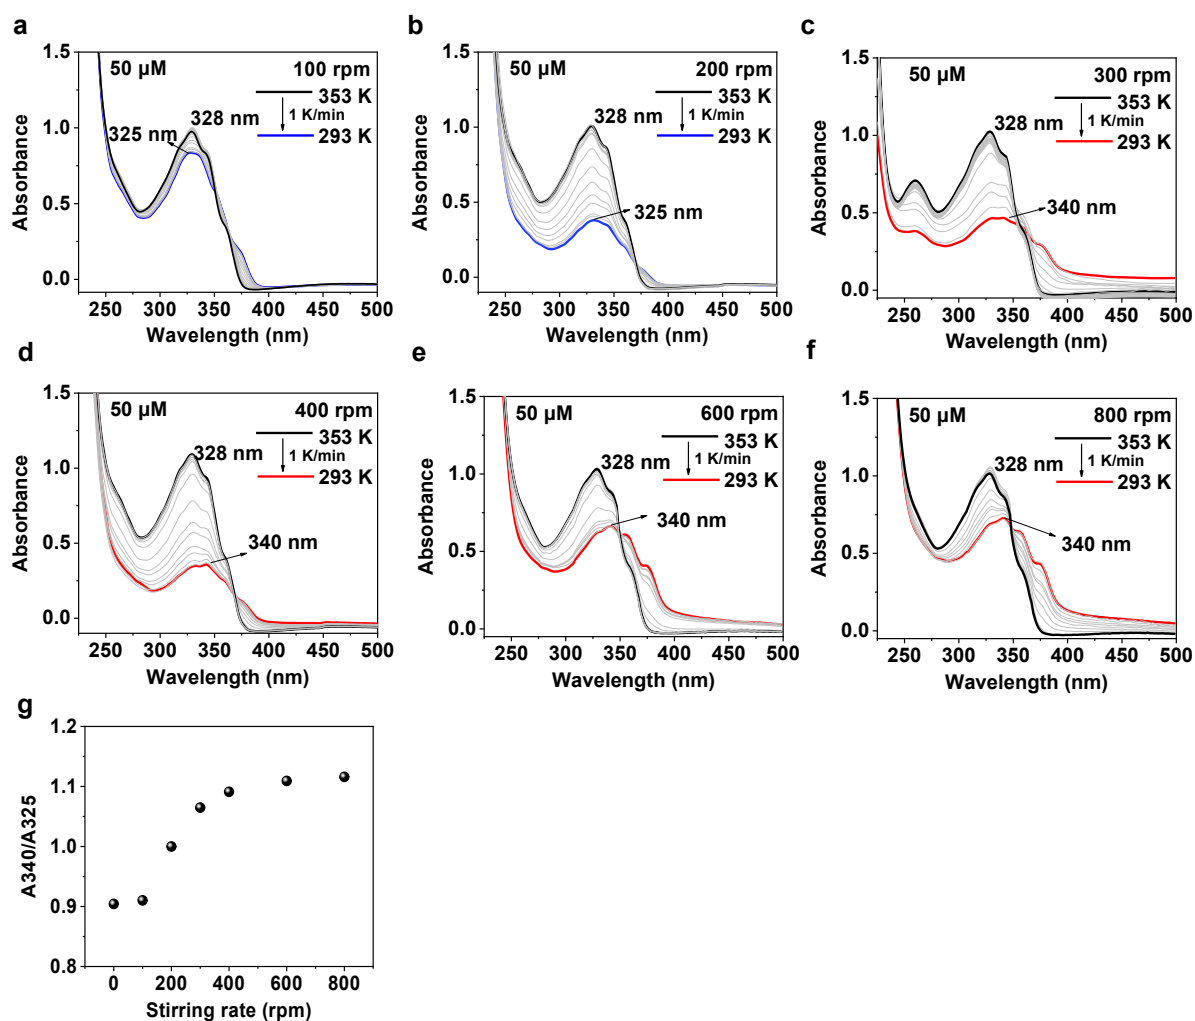 a
50 µM
100 rpm
353 K
1 K/min
293 K
328 nm
325 nm
1.5
1.0
0.5
0.0
Absorbance
250 300 350 400 450 500
Wavelength (nm)
b
50 µM
200 rpm
353 K
1 K/min
293 K
328 nm
325 nm
1.5
1.0
0.5
0.0
Absorbance
250 300 350 400 450 500
Wavelength (nm)
c
50 µM
300 rpm
353 K
1 K/min
293 K
328 nm
340 nm
1.5
1.0
0.5
0.0
Absorbance
250 300 350 400 450 500
Wavelength (nm)
d
50 µM
400 rpm
353 K
1 K/min
293 K
328 nm
340 nm
1.5
1.0
0.5
0.0
Absorbance
250 300 350 400 450 500
Wavelength (nm)
e
50 µM
600 rpm
353 K
1 K/min
293 K
328 nm
340 nm
1.5
1.0
0.5
0.0
Absorbance
250 300 350 400 450 500
Wavelength (nm)
f
50 µM
800 rpm
353 K
1 K/min
293 K
328 nm
340 nm
1.5
1.0
0.5
0.0
Absorbance
250 300 350 400 450 500
Wavelength (nm)
g
1.2
1.1
1.0
0.9
0.8
A340/A325
0 200 400 600 800
Stirring rate (rpm)